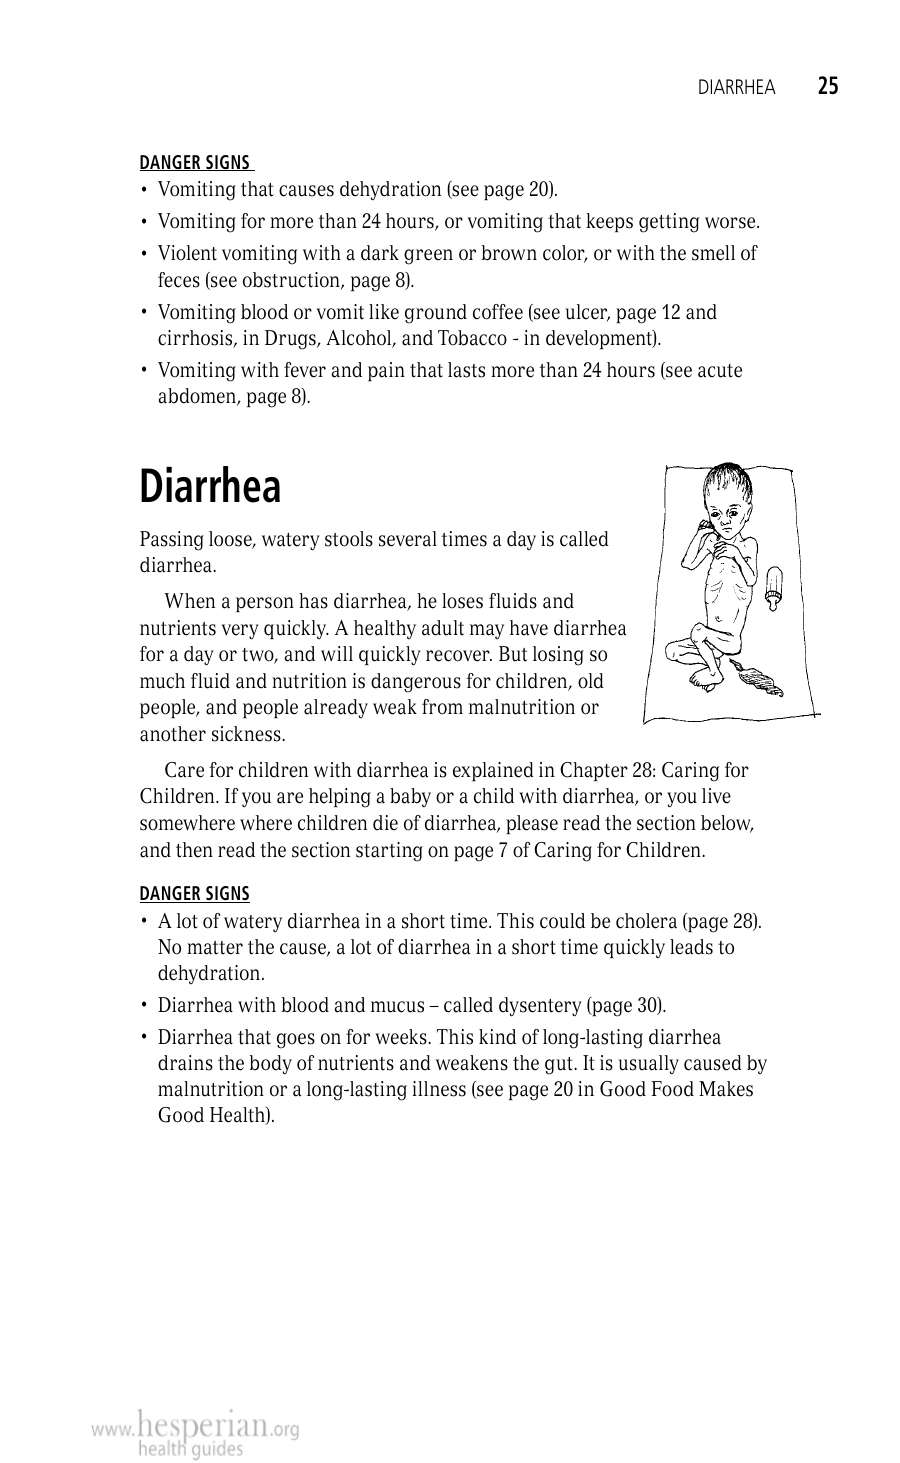 DIARRHEA 25
DANGER SIGNS
• Vomiting that causes dehydration (see page 20).
• Vomiting for more than 24 hours, or vomiting that keeps getting worse.
• Violent vomiting with a dark green or brown color, or with the smell of
feces (see obstruction, page 8).
• Vomiting blood or vomit like ground coffee (see ulcer, page 12 and
cirrhosis, in Drugs, Alcohol, and Tobacco - in development).
• Vomiting with fever and pain that lasts more than 24 hours (see acute
abdomen, page 8).
Diarrhea
Passing loose, watery stools several times a day is called
diarrhea.
When a person has diarrhea, he loses fluids and
nutrients very quickly. A healthy adult may have diarrhea
for a day or two, and will quickly recover. But losing so
much fluid and nutrition is dangerous for children, old
people, and people already weak from malnutrition or
another sickness.
Care for children with diarrhea is explained in Chapter 28: Caring for
Children. If you are helping a baby or a child with diarrhea, or you live
somewhere where children die of diarrhea, please read the section below,
and then read the section starting on page 7 of Caring for Children.
DANGER SIGNS
• A lot of watery diarrhea in a short time. This could be cholera (page 28).
No matter the cause, a lot of diarrhea in a short time quickly leads to
dehydration.
• Diarrhea with blood and mucus – called dysentery (page 30).
• Diarrhea that goes on for weeks. This kind of long-lasting diarrhea
drains the body of nutrients and weakens the gut. It is usually caused by
malnutrition or a long-lasting illness (see page 20 in Good Food Makes
Good Health).
www.hesperian.org
health guides